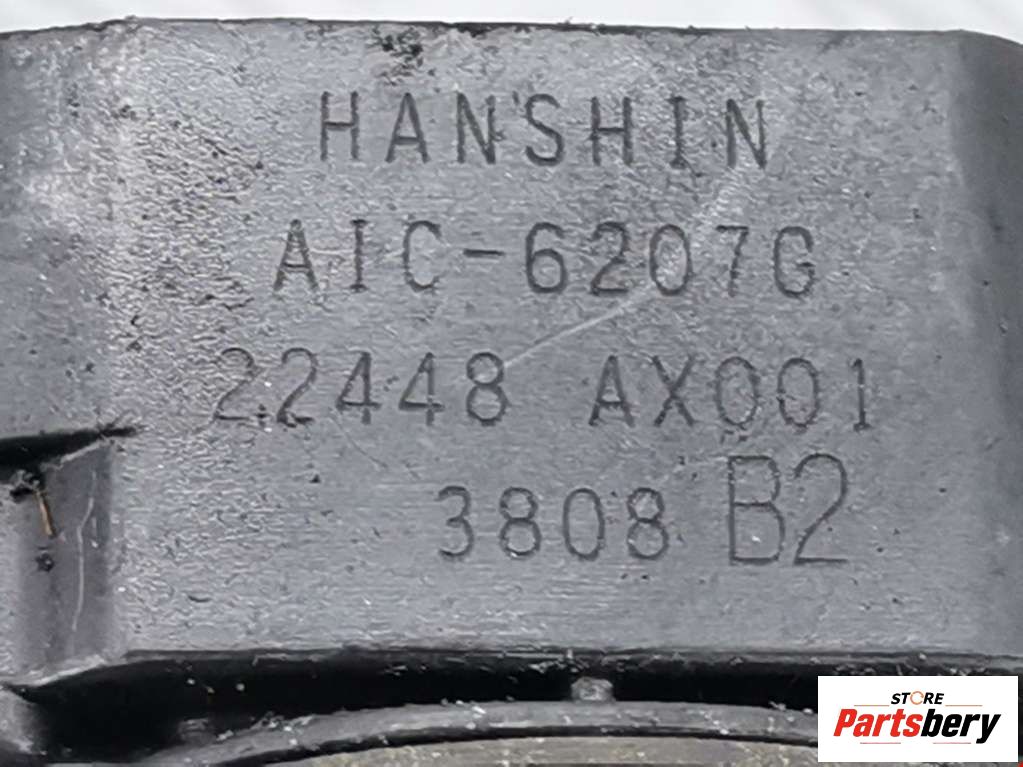 HANSHIN
AIC-6207G
22448 AX001
3808 B2
STORE
Partsbery